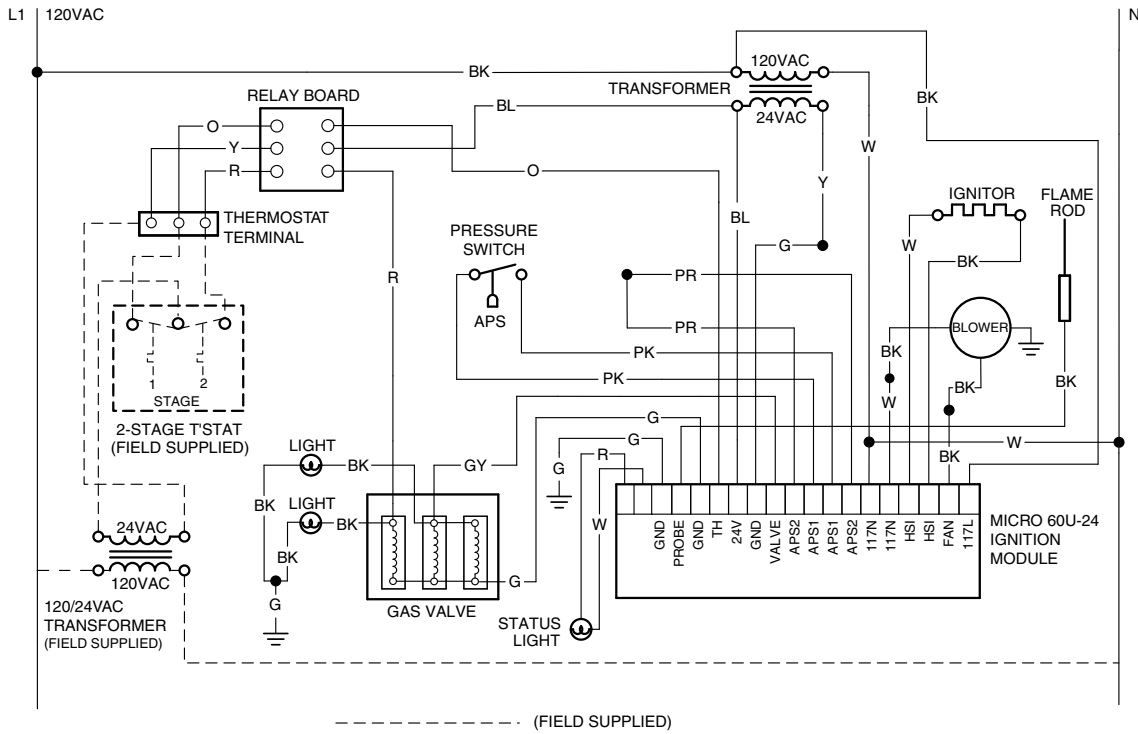 L1
120VAC
N
BK
120VAC
TRANSFORMER
24VAC
BK
RELAY BOARD
BL
O
Y
R
W
O
Y
BL
G
THERMOSTAT
TERMINAL
PRESSURE
SWITCH
APS
R
IGNITOR
FLAME
ROD
W
BK
PR
PR
PK
PK
BLOWER
BK
W
BK
BK
BK
W
1
2
STAGE
2-STAGE T'STAT
(FIELD SUPPLIED)
G
G
G
R
W
LIGHT
BK
GY
LIGHT
BK
BK
BK
G
G
GAS VALVE
24VAC
120VAC
120/24VAC
TRANSFORMER
(FIELD SUPPLIED)
STATUS
LIGHT
GND
PROBE
GND
TH
24V
GND
VALVE
APS2
APS1
APS1
APS2
117N
117N
HSI
HSI
FAN
117L
MICRO 60U-24
IGNITION
MODULE
(FIELD SUPPLIED)